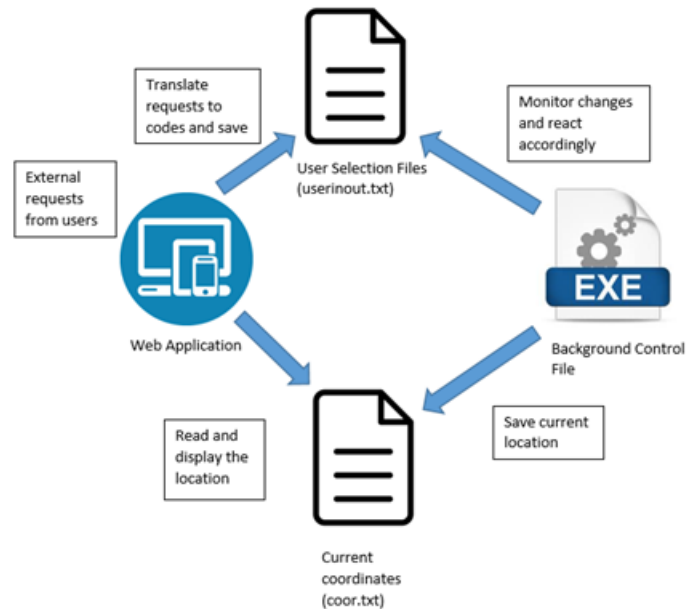 Translate
requests to
codes and save
Monitor changes
and react
accordingly
User Selection Files
(userinout.txt)
External
requests
from users
EXE
Web Application
Background Control
File
Read and
display the
location
Save current
location
Current
coordinates
(coor.txt)